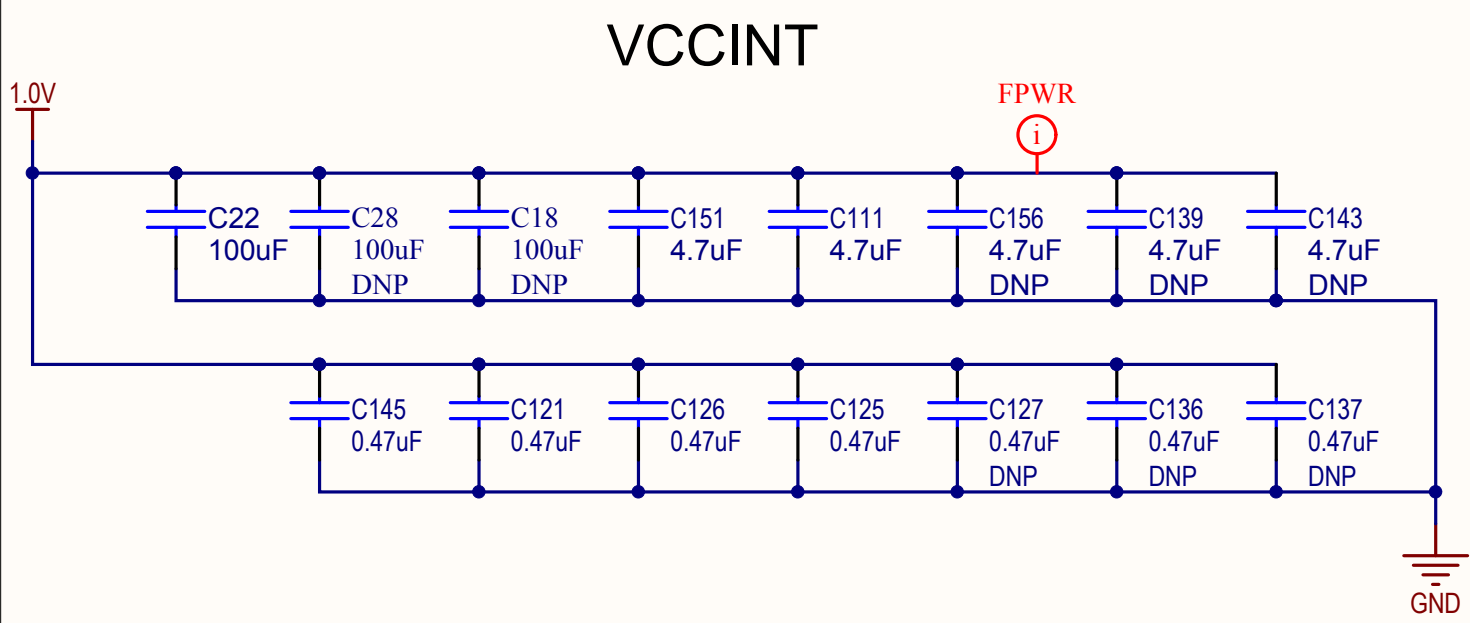 VCCINT
1.0V
FPWR
i
C22
100uF
C28
100uF
DNP
C18
100uF
DNP
C151
4.7uF
C111
4.7uF
C156
4.7uF
DNP
C139
4.7uF
DNP
C143
4.7uF
DNP
C145
0.47uF
C121
0.47uF
C126
0.47uF
C125
0.47uF
C127
0.47uF
DNP
C136
0.47uF
DNP
C137
0.47uF
DNP
GND